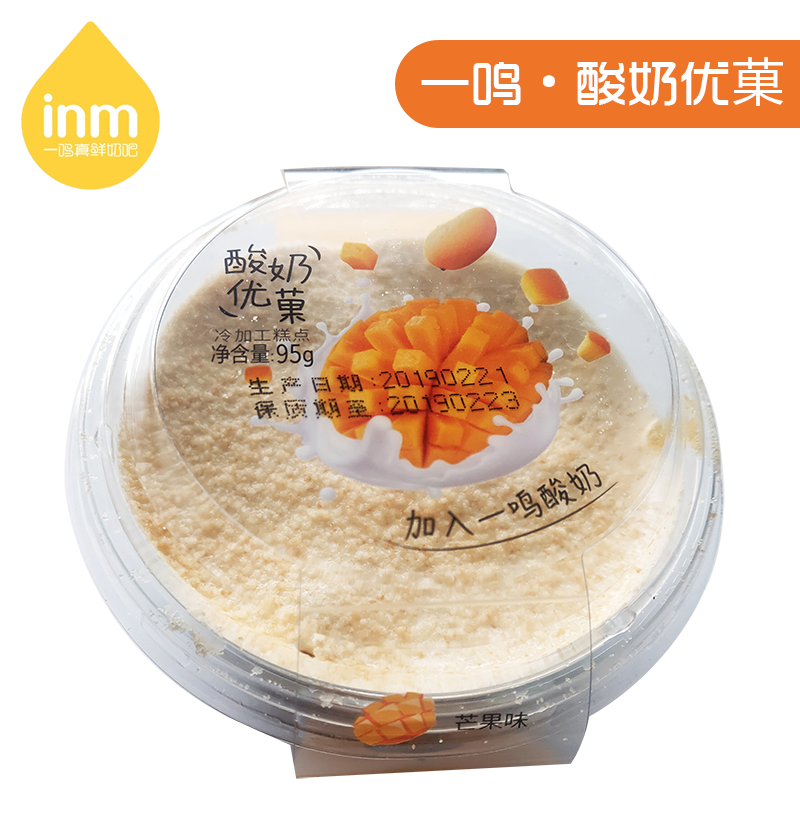 inm
一鸣真鲜奶吧
一鸣·酸奶优菓
酸奶
优菓
冷加工糕点
净含量:95g
生产日期:20190221
保质期至:20190223
加入一鸣酸奶
芒果味